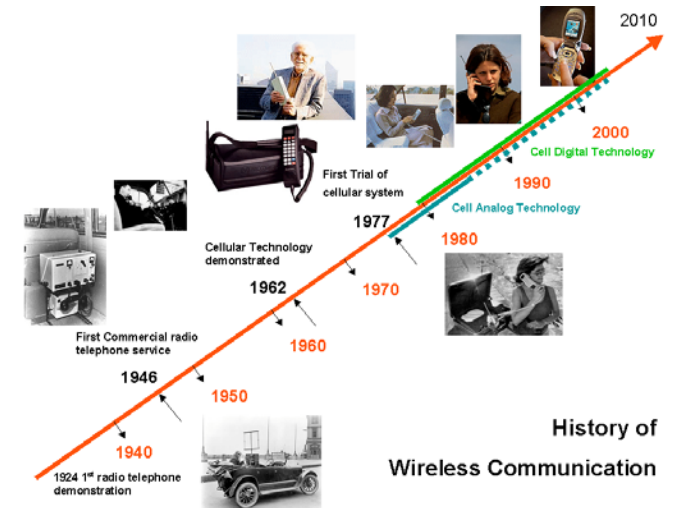 2010
2000
Cell Digital Technology
1990
First Trial of
cellular system
Cell Analog Technology
1977
1980
Cellular Technology
demonstrated
1970
1962
1960
First Commercial radio
telephone service
1946
1950
1940
1924 1st radio telephone
demonstration
History of
Wireless Communication